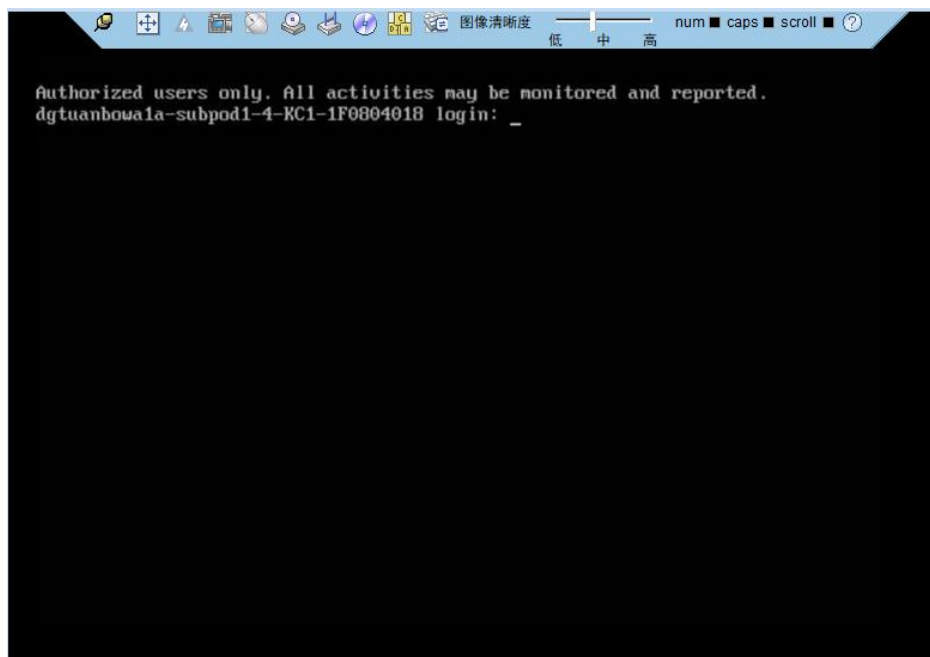 图像清晰度 低 中 高 num caps scroll ?
Authorized users only. All activities may be monitored and reported.
dgtuanbowa1a-subpod1-4-KC1-1F0804018 login: _